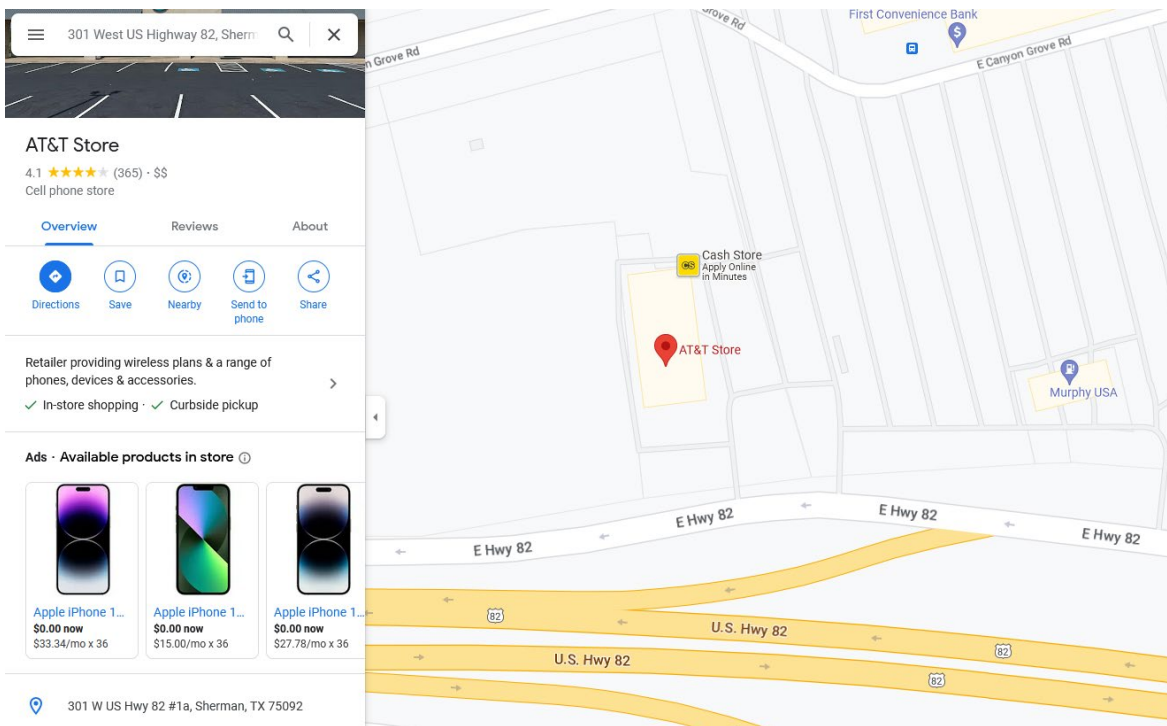 301 West US Highway 82, Sherm
AT&T Store
4.1 (365) · $$
Cell phone store
Overview Reviews About
Directions Save Nearby Send to phone Share
Retailer providing wireless plans & a range of
phones, devices & accessories.
In-store shopping · Curbside pickup
Ads · Available products in store
Apple iPhone 1... Apple iPhone 1... Apple iPhone 1...
$0.00 now $0.00 now $0.00 now
$33.34/mo x 36 $15.00/mo x 36 $27.78/mo x 36
301 W US Hwy 82 #1a, Sherman, TX 75092
Grove Rd
First Convenience Bank
$
n Grove Rd
E Canyon Grove Rd
CS
Cash Store
Apply Online
in Minutes
AT&T Store
Murphy USA
E Hwy 82
E Hwy 82
E Hwy 82
E Hwy 82
82
U.S. Hwy 82
82
U.S. Hwy 82
82